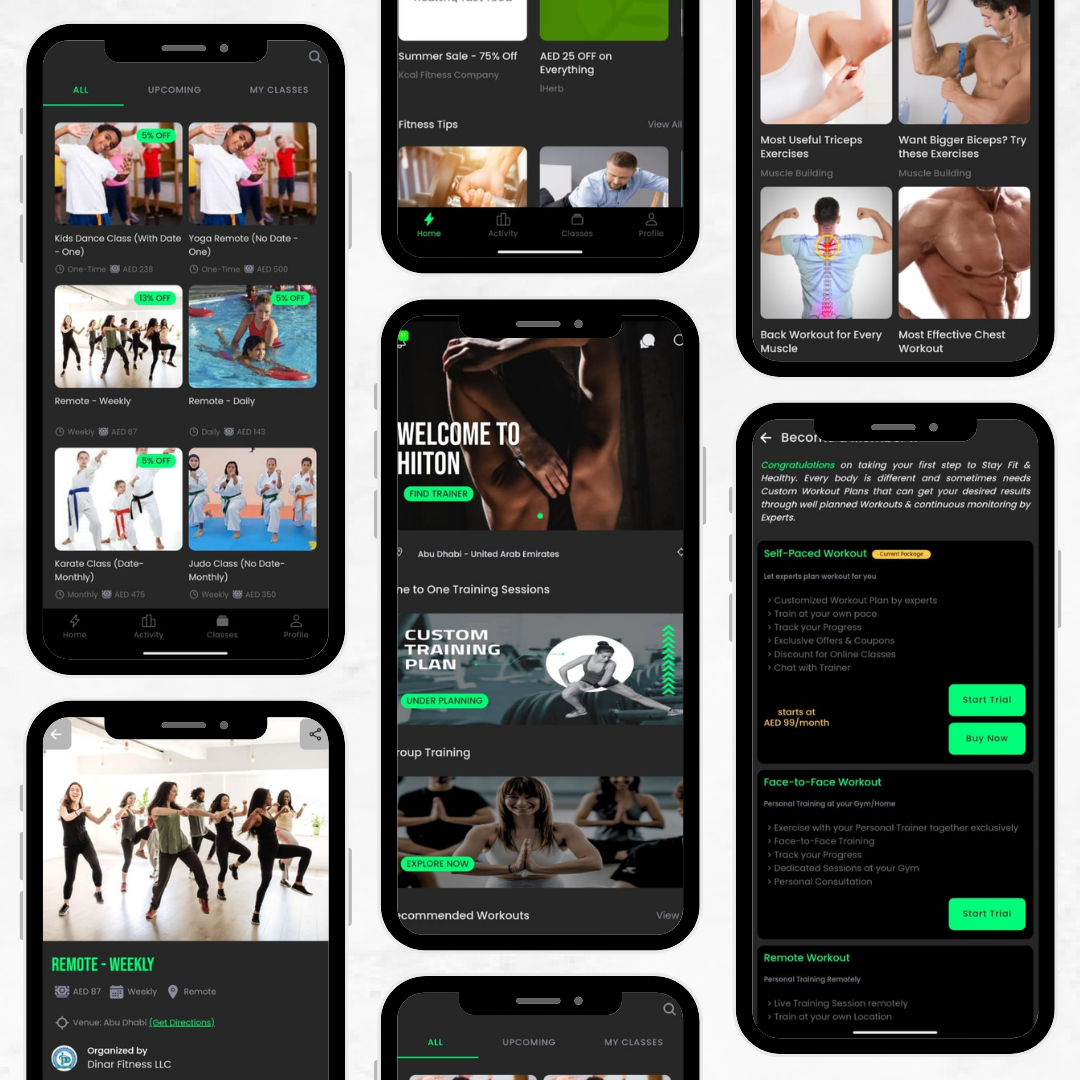 ALL
UPCOMING
MY CLASSES
5% OFF
Kids Dance Class (With Date
- One)
One-Time
AED 238
Yoga Remote (No Date -
One)
One-Time
AED 500
13% OFF
5% OFF
Remote - Weekly
Weekly
AED 87
Remote - Daily
Daily
AED 143
5% OFF
Karate Class (Date-
Monthly)
Monthly
AED 475
Judo Class (No Date-
Monthly)
Weekly
AED 350
Home
Activity
Classes
Profile
REMOTE - WEEKLY
AED 87
Weekly
Remote
Venue: Abu Dhabi (Get Directions)
Organized by
Dinar Fitness LLC
Summer Sale - 75% Off
Kcal Fitness Company
AED 25 OFF on
Everything
iHerb
Fitness Tips
View All
Home
Activity
Classes
Profile
WELCOME TO
HIITON
FIND TRAINER
Abu Dhabi - United Arab Emirates
ne to One Training Sessions
CUSTOM
TRAINING
PLAN
UNDER PLANNING
roup Training
EXPLORE NOW
ecommended Workouts
View
ALL
UPCOMING
MY CLASSES
Most Useful Triceps
Exercises
Muscle Building
Want Bigger Biceps? Try
these Exercises
Muscle Building
Back Workout for Every
Muscle
Most Effective Chest
Workout
Congratulations on taking your first step to Stay Fit &
Healthy. Every body is different and sometimes needs
Custom Workout Plans that can get your desired results
through well planned Workouts & continuous monitoring by
Experts.
Self-Paced Workout
Current Package
Let experts plan workout for you
> Customized Workout Plan by experts
> Train at your own pace
> Track your Progress
> Exclusive Offers & Coupons
> Discount for Online Classes
> Chat with Trainer
starts at
AED 99/month
Start Trial
Buy Now
Face-to-Face Workout
Personal Training at your Gym/Home
> Exercise with your Personal Trainer together exclusively
> Face-to-Face Training
> Track your Progress
> Dedicated Sessions at your Gym
> Personal Consultation
Start Trial
Remote Workout
Personal Training Remotely
> Live Training Session remotely
> Train at your own Location